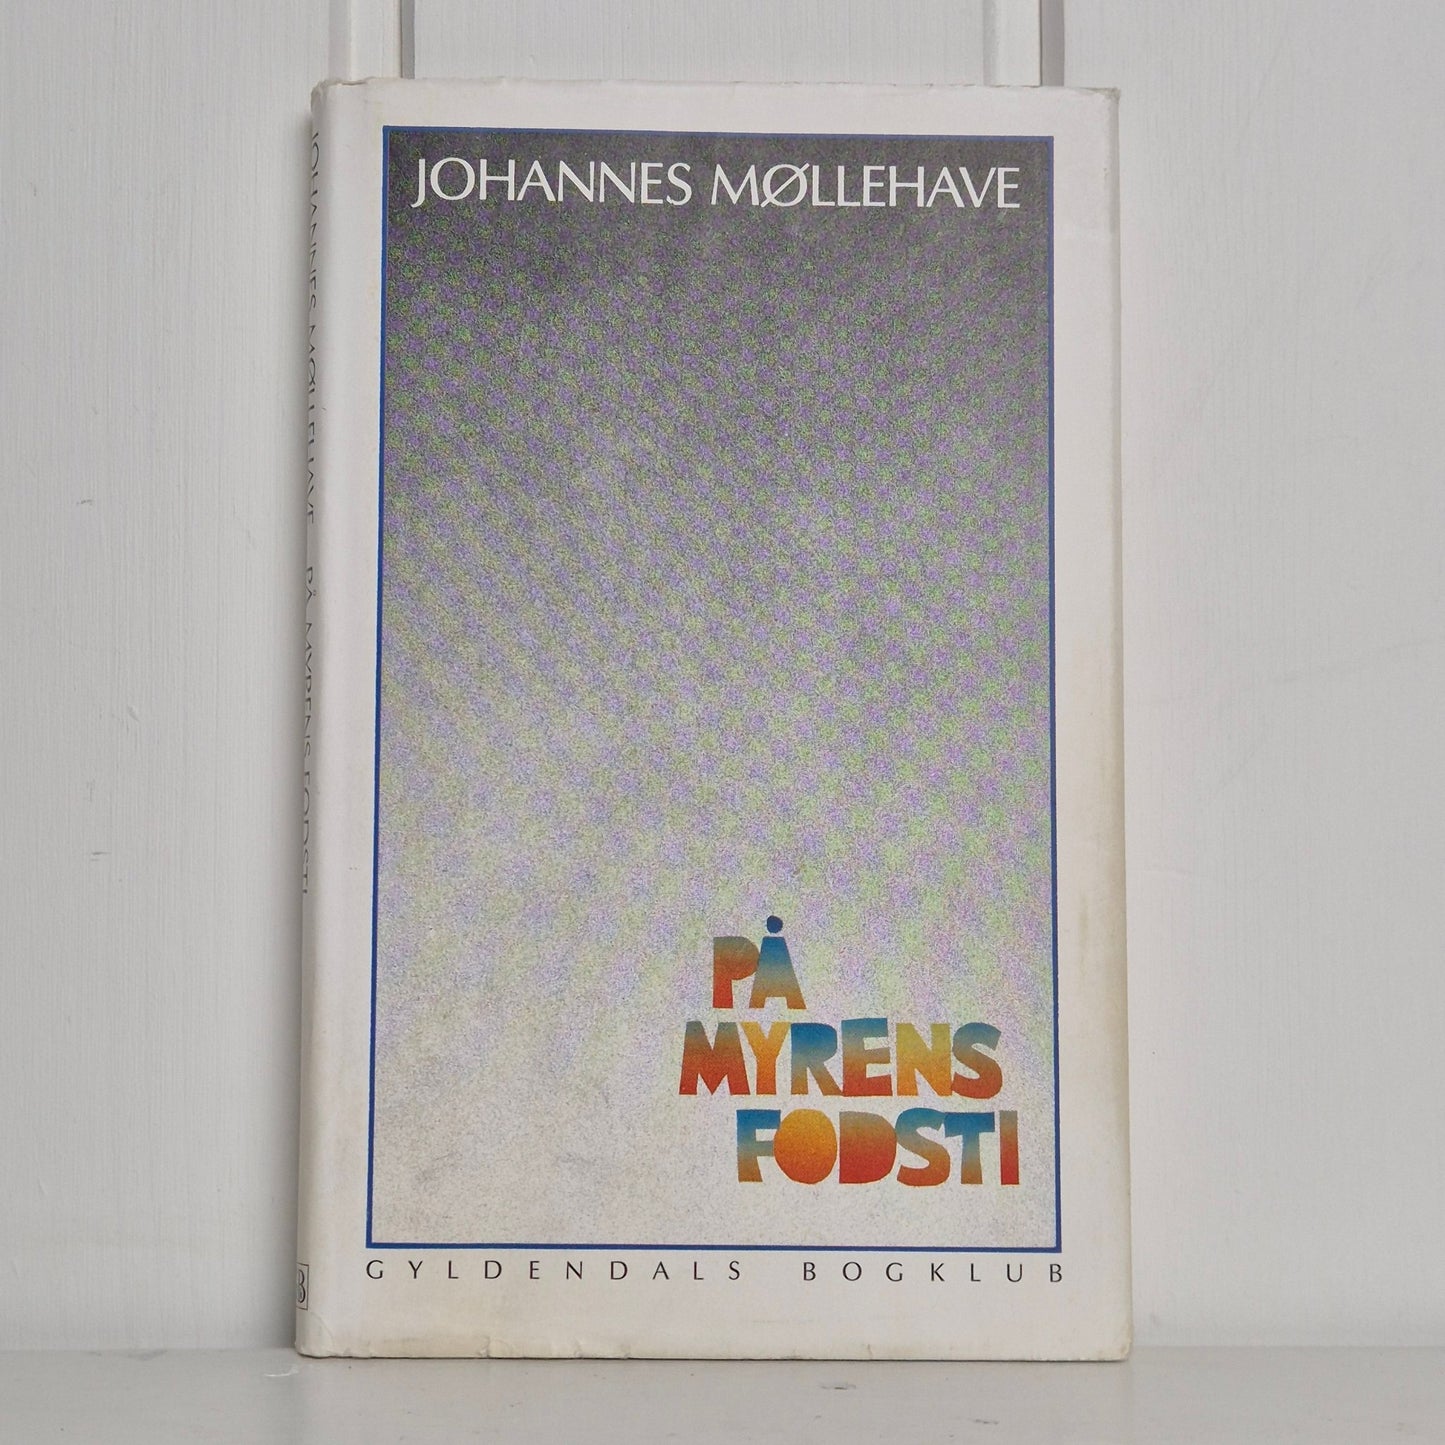 JOHANNES MØLLEHAVE
PÅ
MYRENS
FODSTI
GYLDENDALS BOGKLUB
JOHANNES MØLLEHAVE PÅ MYRENS FODSTI
B